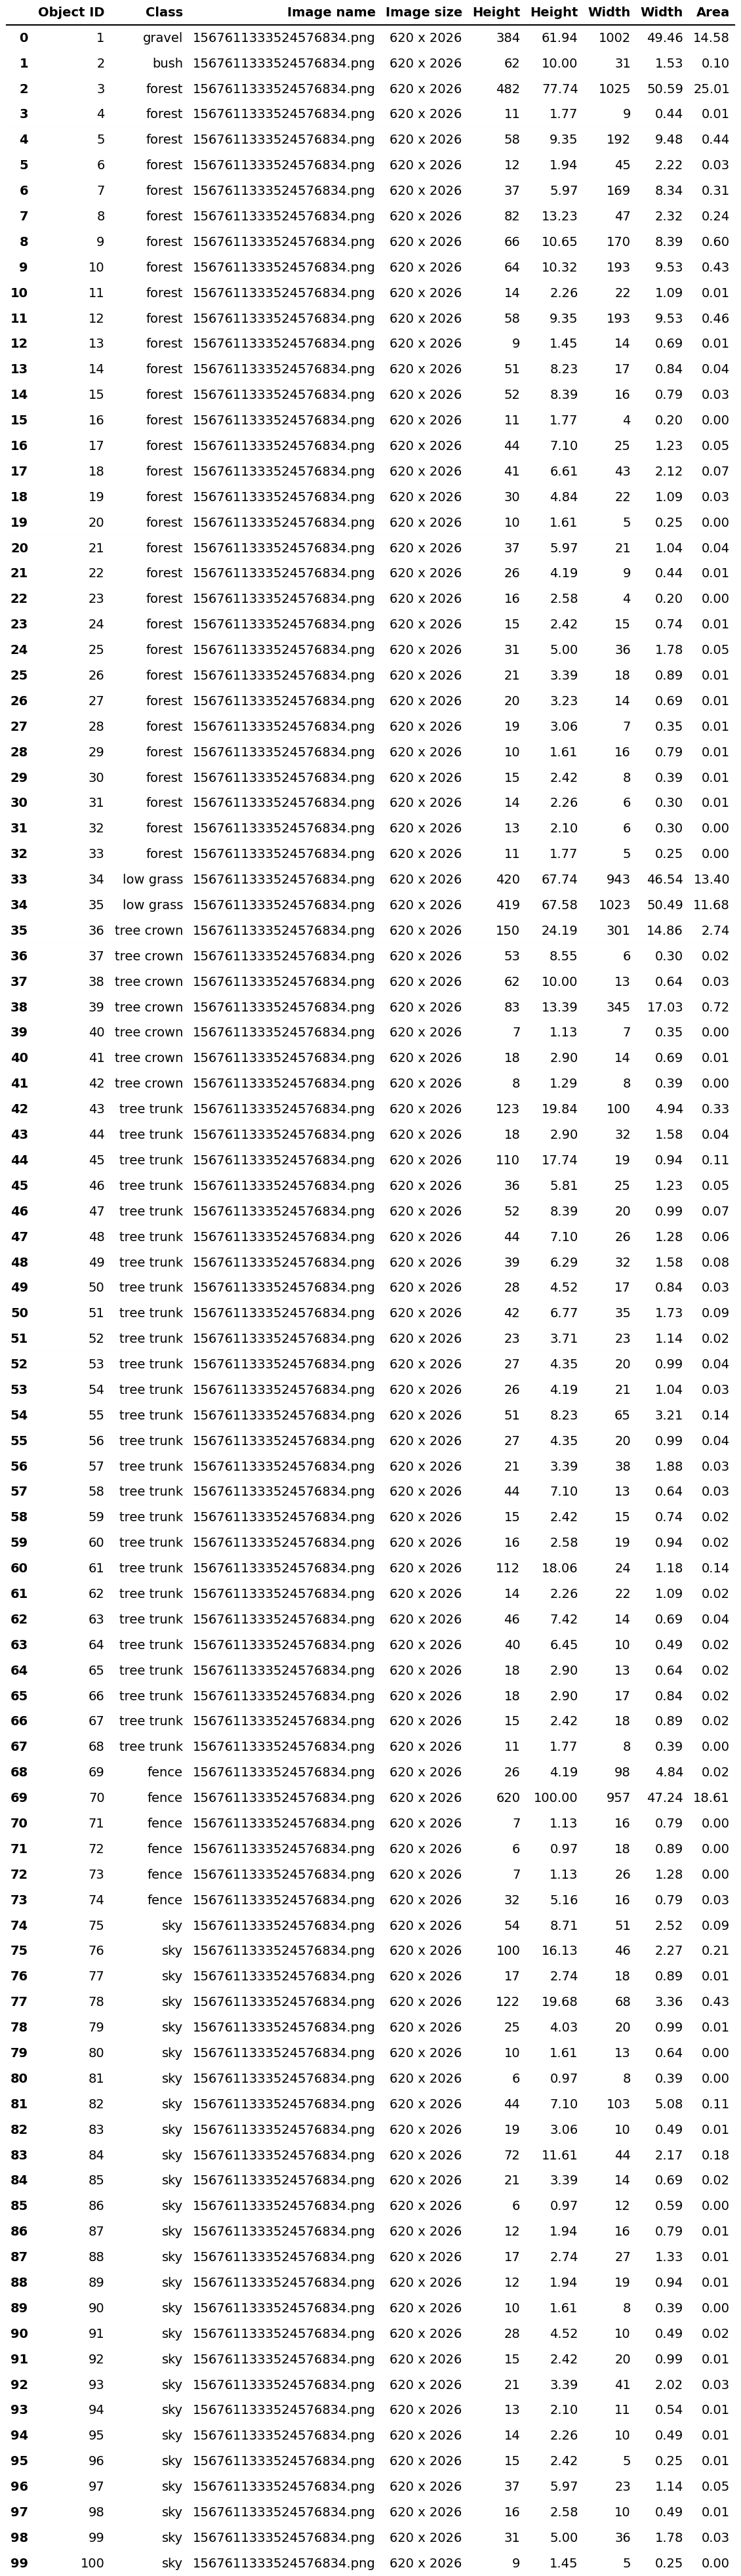 Object ID Class Image name Image size Height Height Width Width Area
0 1 gravel 1567611333524576834.png 620 x 2026 384 61.94 1002 49.46 14.58
1 2 bush 1567611333524576834.png 620 x 2026 62 10.00 31 1.53 0.10
2 3 forest 1567611333524576834.png 620 x 2026 482 77.74 1025 50.59 25.01
3 4 forest 1567611333524576834.png 620 x 2026 11 1.77 9 0.44 0.01
4 5 forest 1567611333524576834.png 620 x 2026 58 9.35 192 9.48 0.44
5 6 forest 1567611333524576834.png 620 x 2026 12 1.94 45 2.22 0.03
6 7 forest 1567611333524576834.png 620 x 2026 37 5.97 169 8.34 0.31
7 8 forest 1567611333524576834.png 620 x 2026 82 13.23 47 2.32 0.24
8 9 forest 1567611333524576834.png 620 x 2026 66 10.65 170 8.39 0.60
9 10 forest 1567611333524576834.png 620 x 2026 64 10.32 193 9.53 0.43
10 11 forest 1567611333524576834.png 620 x 2026 14 2.26 22 1.09 0.01
11 12 forest 1567611333524576834.png 620 x 2026 58 9.35 193 9.53 0.46
12 13 forest 1567611333524576834.png 620 x 2026 9 1.45 14 0.69 0.01
13 14 forest 1567611333524576834.png 620 x 2026 51 8.23 17 0.84 0.04
14 15 forest 1567611333524576834.png 620 x 2026 52 8.39 16 0.79 0.03
15 16 forest 1567611333524576834.png 620 x 2026 11 1.77 4 0.20 0.00
16 17 forest 1567611333524576834.png 620 x 2026 44 7.10 25 1.23 0.05
17 18 forest 1567611333524576834.png 620 x 2026 41 6.61 43 2.12 0.07
18 19 forest 1567611333524576834.png 620 x 2026 30 4.84 22 1.09 0.03
19 20 forest 1567611333524576834.png 620 x 2026 10 1.61 5 0.25 0.00
20 21 forest 1567611333524576834.png 620 x 2026 37 5.97 21 1.04 0.04
21 22 forest 1567611333524576834.png 620 x 2026 26 4.19 9 0.44 0.01
22 23 forest 1567611333524576834.png 620 x 2026 16 2.58 4 0.20 0.00
23 24 forest 1567611333524576834.png 620 x 2026 15 2.42 15 0.74 0.01
24 25 forest 1567611333524576834.png 620 x 2026 31 5.00 36 1.78 0.05
25 26 forest 1567611333524576834.png 620 x 2026 21 3.39 18 0.89 0.01
26 27 forest 1567611333524576834.png 620 x 2026 20 3.23 14 0.69 0.01
27 28 forest 1567611333524576834.png 620 x 2026 19 3.06 7 0.35 0.01
28 29 forest 1567611333524576834.png 620 x 2026 10 1.61 16 0.79 0.01
29 30 forest 1567611333524576834.png 620 x 2026 15 2.42 8 0.39 0.01
30 31 forest 1567611333524576834.png 620 x 2026 14 2.26 6 0.30 0.01
31 32 forest 1567611333524576834.png 620 x 2026 13 2.10 6 0.30 0.00
32 33 forest 1567611333524576834.png 620 x 2026 11 1.77 5 0.25 0.00
33 34 low grass 1567611333524576834.png 620 x 2026 420 67.74 943 46.54 13.40
34 35 low grass 1567611333524576834.png 620 x 2026 419 67.58 1023 50.49 11.68
35 36 tree crown 1567611333524576834.png 620 x 2026 150 24.19 301 14.86 2.74
36 37 tree crown 1567611333524576834.png 620 x 2026 53 8.55 6 0.30 0.02
37 38 tree crown 1567611333524576834.png 620 x 2026 62 10.00 13 0.64 0.03
38 39 tree crown 1567611333524576834.png 620 x 2026 83 13.39 345 17.03 0.72
39 40 tree crown 1567611333524576834.png 620 x 2026 7 1.13 7 0.35 0.00
40 41 tree crown 1567611333524576834.png 620 x 2026 18 2.90 14 0.69 0.01
41 42 tree crown 1567611333524576834.png 620 x 2026 8 1.29 8 0.39 0.00
42 43 tree trunk 1567611333524576834.png 620 x 2026 123 19.84 100 4.94 0.33
43 44 tree trunk 1567611333524576834.png 620 x 2026 18 2.90 32 1.58 0.04
44 45 tree trunk 1567611333524576834.png 620 x 2026 110 17.74 19 0.94 0.11
45 46 tree trunk 1567611333524576834.png 620 x 2026 36 5.81 25 1.23 0.05
46 47 tree trunk 1567611333524576834.png 620 x 2026 52 8.39 20 0.99 0.07
47 48 tree trunk 1567611333524576834.png 620 x 2026 44 7.10 26 1.28 0.06
48 49 tree trunk 1567611333524576834.png 620 x 2026 39 6.29 32 1.58 0.08
49 50 tree trunk 1567611333524576834.png 620 x 2026 28 4.52 17 0.84 0.03
50 51 tree trunk 1567611333524576834.png 620 x 2026 42 6.77 35 1.73 0.09
51 52 tree trunk 1567611333524576834.png 620 x 2026 23 3.71 23 1.14 0.02
52 53 tree trunk 1567611333524576834.png 620 x 2026 27 4.35 20 0.99 0.04
53 54 tree trunk 1567611333524576834.png 620 x 2026 26 4.19 21 1.04 0.03
54 55 tree trunk 1567611333524576834.png 620 x 2026 51 8.23 65 3.21 0.14
55 56 tree trunk 1567611333524576834.png 620 x 2026 27 4.35 20 0.99 0.04
56 57 tree trunk 1567611333524576834.png 620 x 2026 21 3.39 38 1.88 0.03
57 58 tree trunk 1567611333524576834.png 620 x 2026 44 7.10 13 0.64 0.03
58 59 tree trunk 1567611333524576834.png 620 x 2026 15 2.42 15 0.74 0.02
59 60 tree trunk 1567611333524576834.png 620 x 2026 16 2.58 19 0.94 0.02
60 61 tree trunk 1567611333524576834.png 620 x 2026 112 18.06 24 1.18 0.14
61 62 tree trunk 1567611333524576834.png 620 x 2026 14 2.26 22 1.09 0.02
62 63 tree trunk 1567611333524576834.png 620 x 2026 46 7.42 14 0.69 0.04
63 64 tree trunk 1567611333524576834.png 620 x 2026 40 6.45 10 0.49 0.02
64 65 tree trunk 1567611333524576834.png 620 x 2026 18 2.90 13 0.64 0.02
65 66 tree trunk 1567611333524576834.png 620 x 2026 18 2.90 17 0.84 0.02
66 67 tree trunk 1567611333524576834.png 620 x 2026 15 2.42 18 0.89 0.02
67 68 tree trunk 1567611333524576834.png 620 x 2026 11 1.77 8 0.39 0.00
68 69 fence 1567611333524576834.png 620 x 2026 26 4.19 98 4.84 0.02
69 70 fence 1567611333524576834.png 620 x 2026 620 100.00 957 47.24 18.61
70 71 fence 1567611333524576834.png 620 x 2026 7 1.13 16 0.79 0.00
71 72 fence 1567611333524576834.png 620 x 2026 6 0.97 18 0.89 0.00
72 73 fence 1567611333524576834.png 620 x 2026 7 1.13 26 1.28 0.00
73 74 fence 1567611333524576834.png 620 x 2026 32 5.16 16 0.79 0.03
74 75 sky 1567611333524576834.png 620 x 2026 54 8.71 51 2.52 0.09
75 76 sky 1567611333524576834.png 620 x 2026 100 16.13 46 2.27 0.21
76 77 sky 1567611333524576834.png 620 x 2026 17 2.74 18 0.89 0.01
77 78 sky 1567611333524576834.png 620 x 2026 122 19.68 68 3.36 0.43
78 79 sky 1567611333524576834.png 620 x 2026 25 4.03 20 0.99 0.01
79 80 sky 1567611333524576834.png 620 x 2026 10 1.61 13 0.64 0.00
80 81 sky 1567611333524576834.png 620 x 2026 6 0.97 8 0.39 0.00
81 82 sky 1567611333524576834.png 620 x 2026 44 7.10 103 5.08 0.11
82 83 sky 1567611333524576834.png 620 x 2026 19 3.06 10 0.49 0.01
83 84 sky 1567611333524576834.png 620 x 2026 72 11.61 44 2.17 0.18
84 85 sky 1567611333524576834.png 620 x 2026 21 3.39 14 0.69 0.02
85 86 sky 1567611333524576834.png 620 x 2026 6 0.97 12 0.59 0.00
86 87 sky 1567611333524576834.png 620 x 2026 12 1.94 16 0.79 0.01
87 88 sky 1567611333524576834.png 620 x 2026 17 2.74 27 1.33 0.01
88 89 sky 1567611333524576834.png 620 x 2026 12 1.94 19 0.94 0.01
89 90 sky 1567611333524576834.png 620 x 2026 10 1.61 8 0.39 0.00
90 91 sky 1567611333524576834.png 620 x 2026 28 4.52 10 0.49 0.02
91 92 sky 1567611333524576834.png 620 x 2026 15 2.42 20 0.99 0.01
92 93 sky 1567611333524576834.png 620 x 2026 21 3.39 41 2.02 0.03
93 94 sky 1567611333524576834.png 620 x 2026 13 2.10 11 0.54 0.01
94 95 sky 1567611333524576834.png 620 x 2026 14 2.26 10 0.49 0.01
95 96 sky 1567611333524576834.png 620 x 2026 15 2.42 5 0.25 0.01
96 97 sky 1567611333524576834.png 620 x 2026 37 5.97 23 1.14 0.05
97 98 sky 1567611333524576834.png 620 x 2026 16 2.58 10 0.49 0.01
98 99 sky 1567611333524576834.png 620 x 2026 31 5.00 36 1.78 0.03
99 100 sky 1567611333524576834.png 620 x 2026 9 1.45 5 0.25 0.00